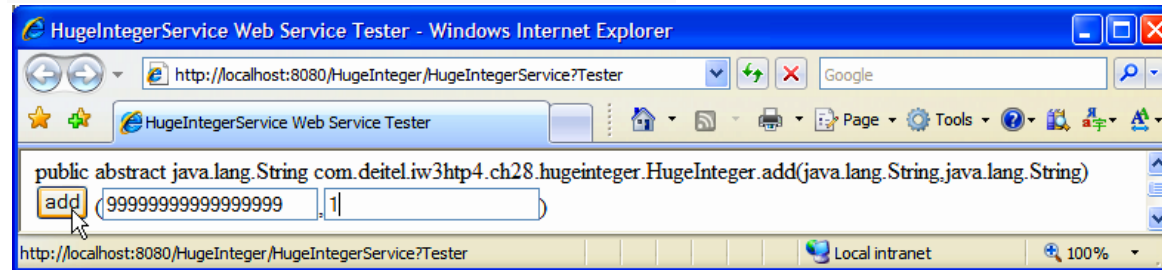 HugeIntegerService Web Service Tester - Windows Internet Explorer
http://localhost:8080/HugeInteger/HugeIntegerService?Tester Google
HugeIntegerService Web Service Tester Page Tools
public abstract java.lang.String com.deitel.iw3htp4.ch28.hugeinteger.HugeInteger.add(java.lang.String,java.lang.String)
add (99999999999999999 ,1 )
http://localhost:8080/HugeInteger/HugeIntegerService?Tester Local intranet 100%